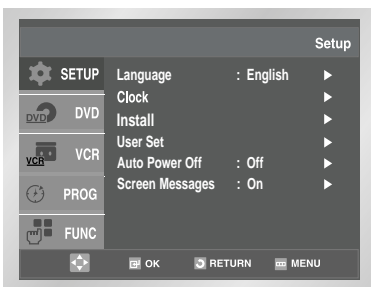 Setup
SETUP
DVD DVD
VCR VCR
PROG
FUNC
Language : English
Clock
Install
User Set
Auto Power Off : Off
Screen Messages : On
OK RETURN MENU